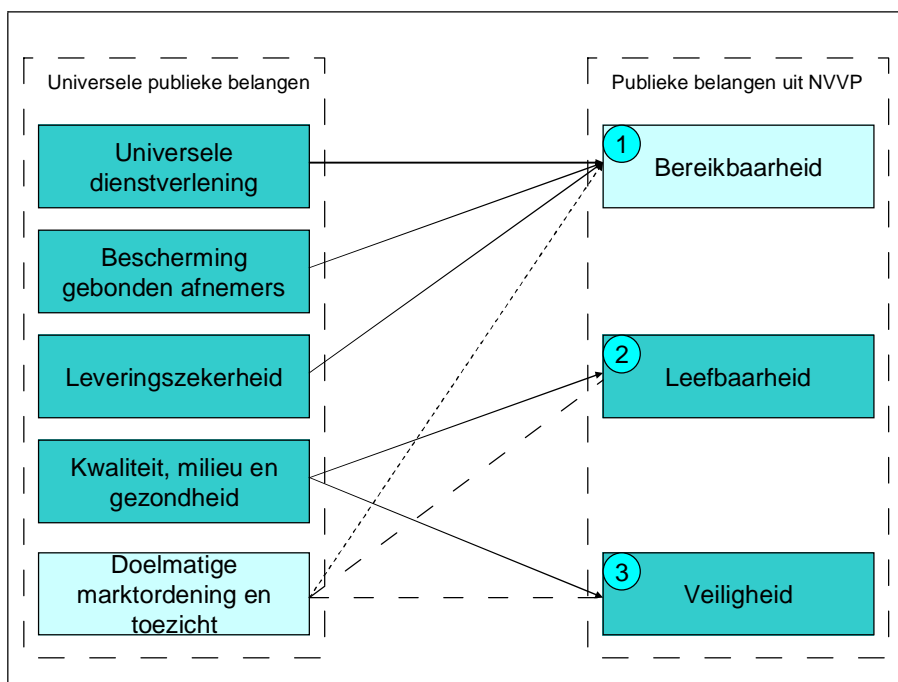 Universele publieke belangen
Universele
dienstverlening
Bescherming
gebonden afnemers
Leveringszekerheid
Kwaliteit, milieu en
gezondheid
Doelmatige
marktordening en
toezicht
Publieke belangen uit NVVP
1
Bereikbaarheid
2
Leefbaarheid
3
Veiligheid